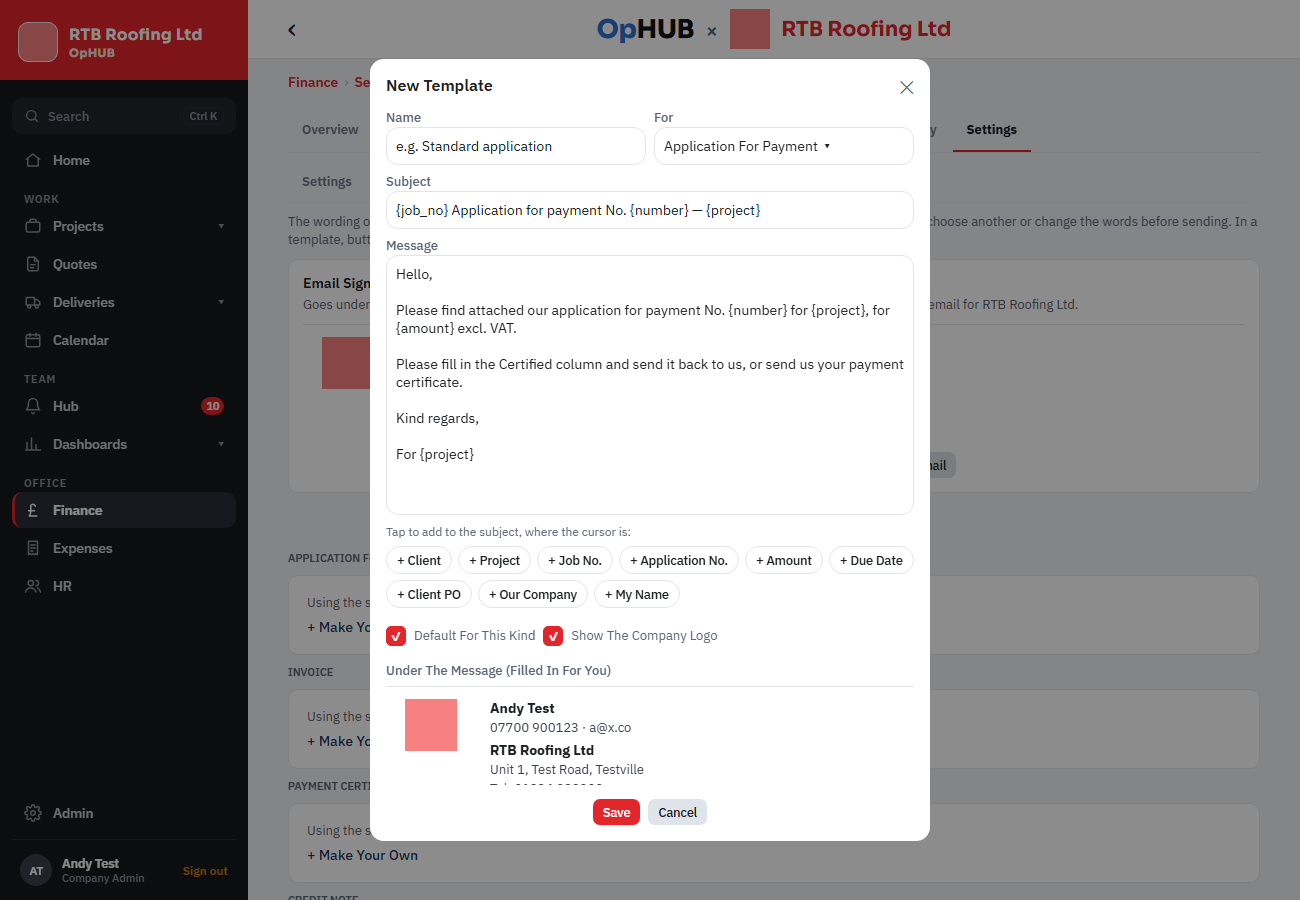 RTB Roofing Ltd
OpHUB
Search Ctrl K
Home
WORK
Projects
Quotes
Deliveries
Calendar
TEAM
Hub 10
Dashboards
OFFICE
Finance
Expenses
HR
Admin
AT Andy Test
Company Admin
Sign out
OpHUB × RTB Roofing Ltd
Finance › Se
Overview Settings
Settings
The wording o choose another or change the words before sending. In a
template, butt
Email Sign
Goes under email for RTB Roofing Ltd.
APPLICATION F
Using the s
+ Make Yo
INVOICE
Using the s
+ Make Yo
PAYMENT CERTI
Using the s
+ Make Your Own
New Template
Name For
e.g. Standard application Application For Payment
Subject
{job_no} Application for payment No. {number} — {project}
Message
Hello,
Please find attached our application for payment No. {number} for {project}, for
{amount} excl. VAT.
Please fill in the Certified column and send it back to us, or send us your payment
certificate.
Kind regards,
For {project}
Tap to add to the subject, where the cursor is:
+ Client + Project + Job No. + Application No. + Amount + Due Date
+ Client PO + Our Company + My Name
Default For This Kind Show The Company Logo
Under The Message (Filled In For You)
Andy Test
07700 900123 · a@x.co
RTB Roofing Ltd
Unit 1, Test Road, Testville
Save Cancel